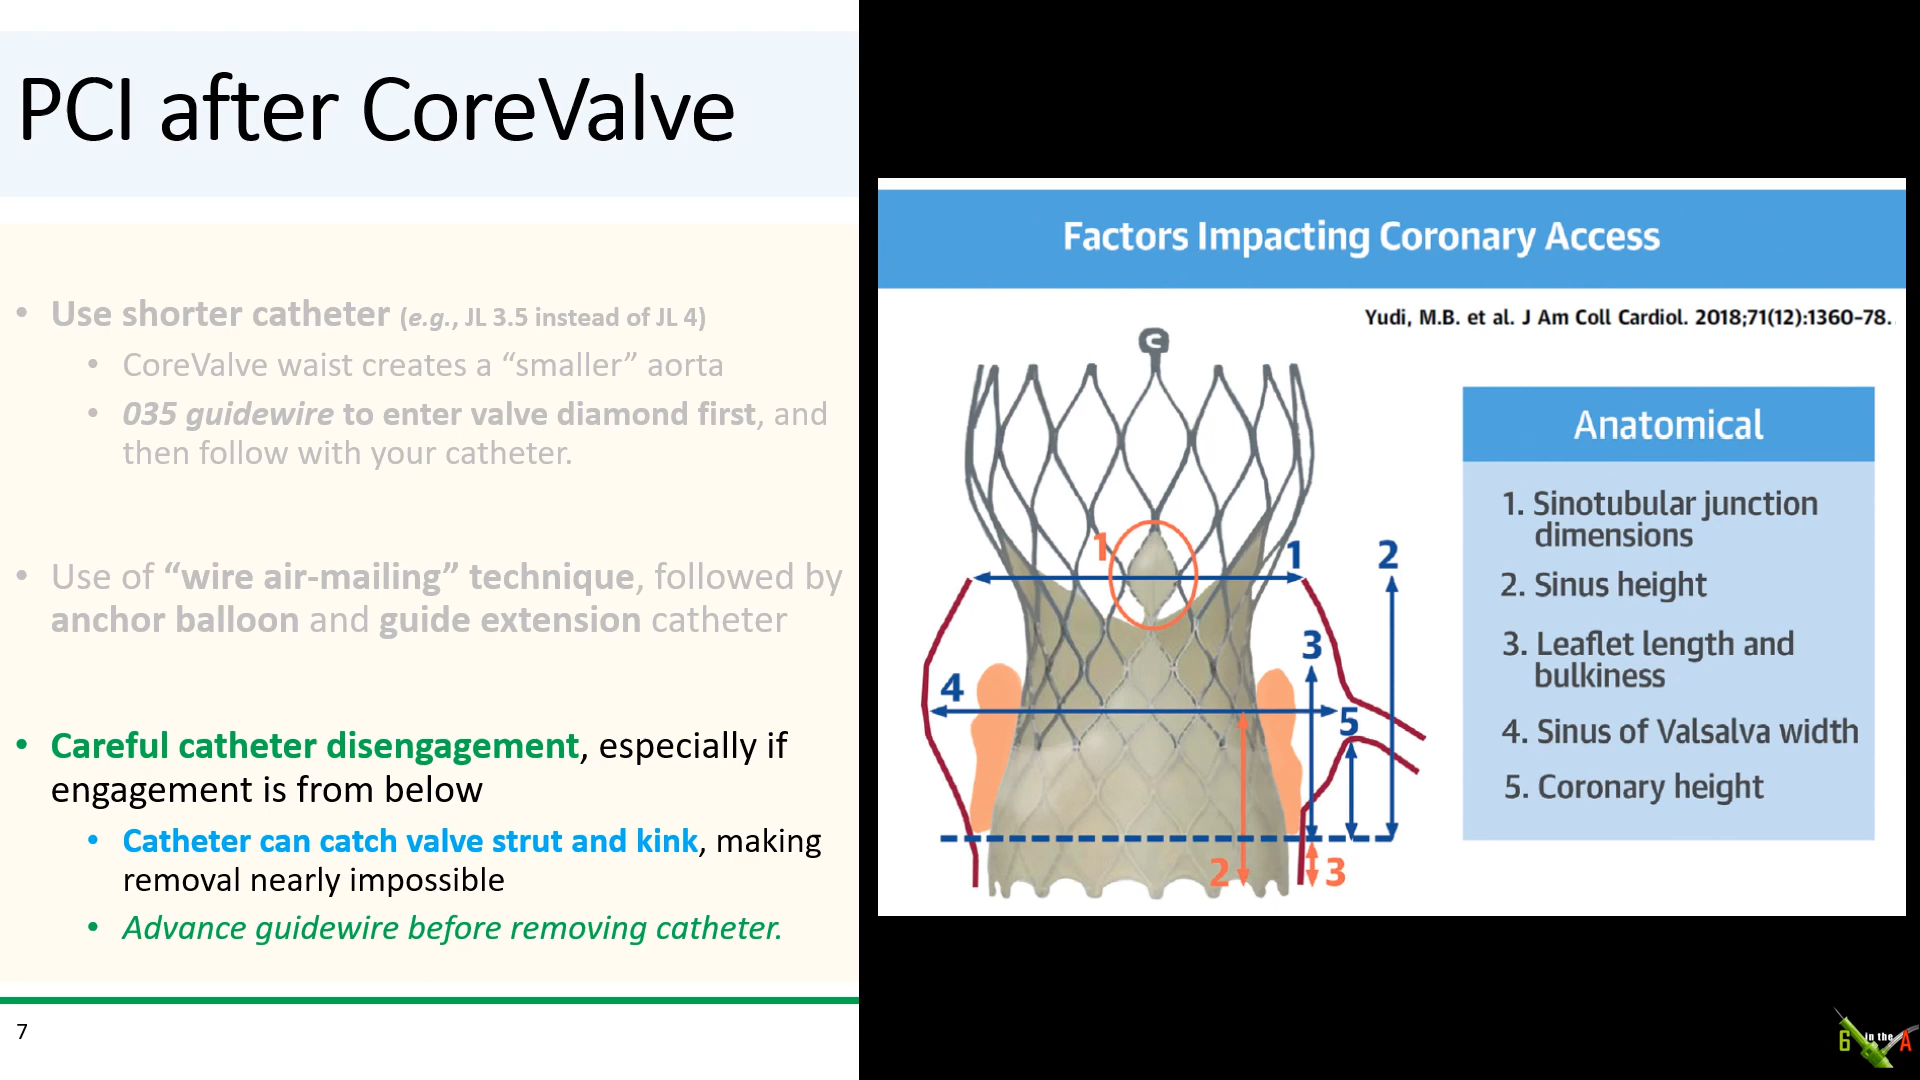 PCI after CoreValve
• Use shorter catheter (e.g., JL 3.5 instead of JL 4)
• CoreValve waist creates a “smaller” aorta
• 035 guidewire to enter valve diamond first, and
then follow with your catheter.
• Use of “wire air-mailing” technique, followed by
anchor balloon and guide extension catheter
• Careful catheter disengagement, especially if
engagement is from below
• Catheter can catch valve strut and kink, making
removal nearly impossible
• Advance guidewire before removing catheter.
7
Factors Impacting Coronary Access
Yudi, M.B. et al. J Am Coll Cardiol. 2018;71(12):1360-78.
C
1
1
2
3
4
5
2
3
Anatomical
1. Sinotubular junction
dimensions
2. Sinus height
3. Leaflet length and
bulkiness
4. Sinus of Valsalva width
5. Coronary height
6 in the A